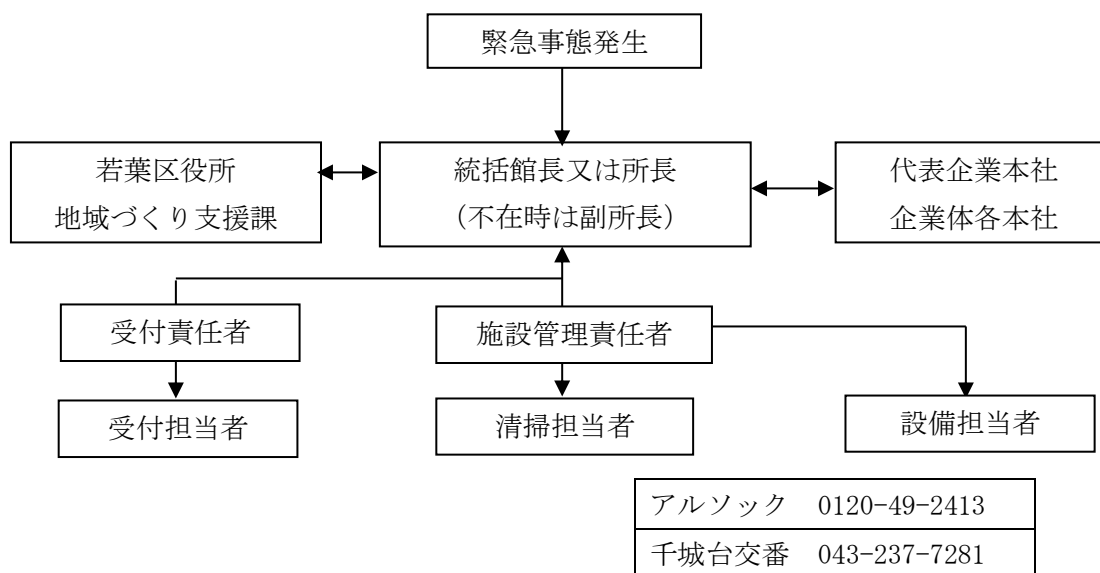 緊急事態発生
若葉区役所
地域づくり支援課
統括館長又は所長
（不在時は副所長）
代表企業本社
企業体各本社
受付責任者
施設管理責任者
受付担当者
清掃担当者
設備担当者
アルソック　0120-49-2413
千城台交番　043-237-7281